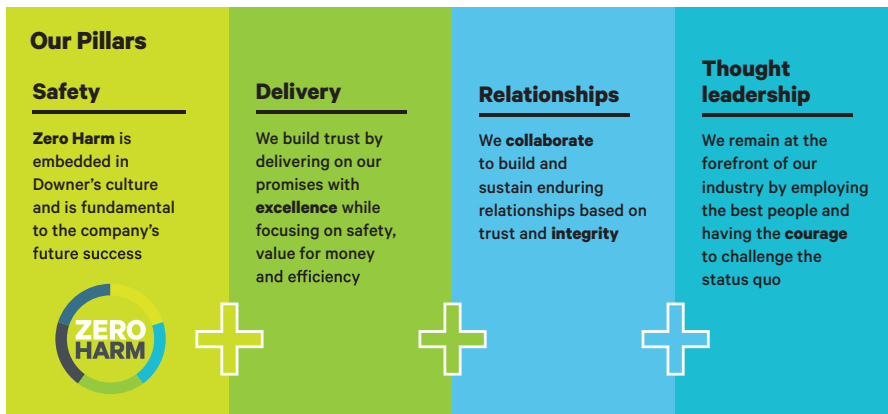 Our Pillars
Safety
Zero Harm is
embedded in
Downer's culture
and is fundamental
to the company's
future success
ZERO
HARM
Delivery
We build trust by
delivering on our
promises with
excellence while
focusing on safety,
value for money
and efficiency
Relationships
We collaborate
to build and
sustain enduring
relationships based on
trust and integrity
Thought
leadership
We remain at the
forefront of our
industry by employing
the best people and
having the courage
to challenge the
status quo